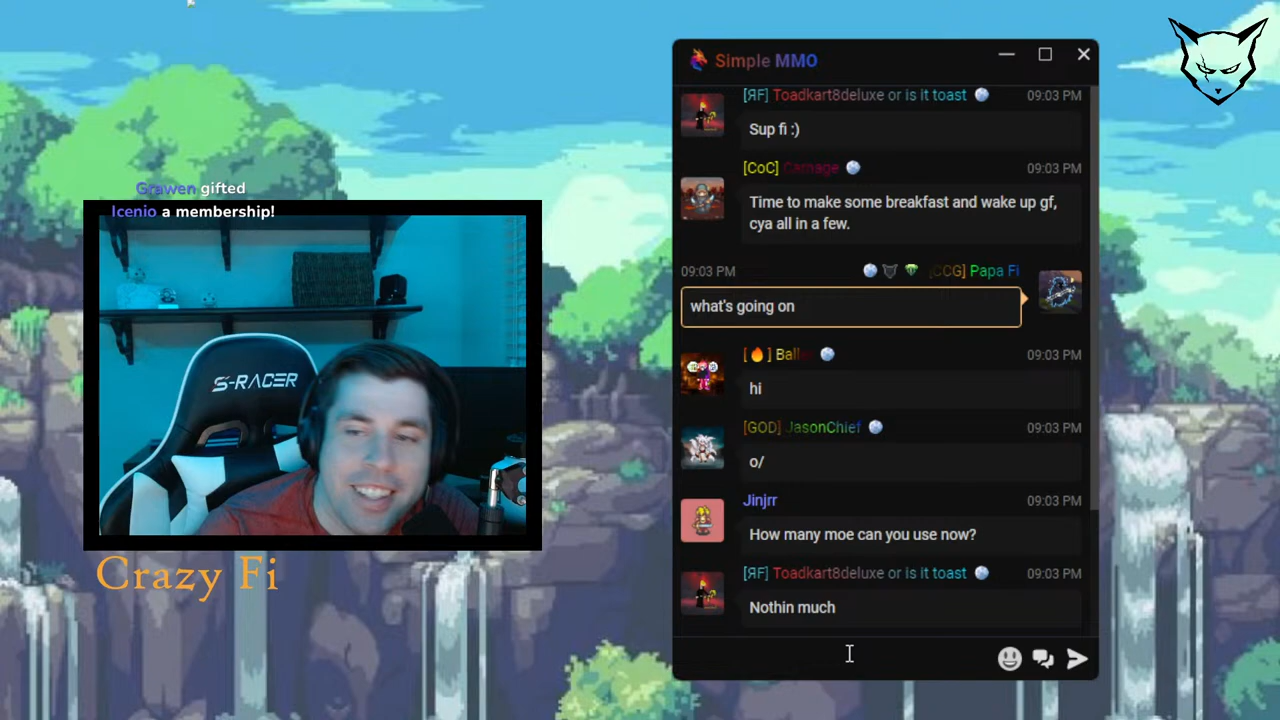 Simple MMO
[ЯF] Toadkart8deluxe or is it toast
09:03 PM
Sup fi :)
[CoC] Carnage
09:03 PM
Time to make some breakfast and wake up gf,
cya all in a few.
09:03 PM
[CCG] Papa Fi
what's going on
[🔥] Ball
09:03 PM
hi
[GOD] JasonChief
09:03 PM
o/
Jinjrr
09:03 PM
How many moe can you use now?
[ЯF] Toadkart8deluxe or is it toast
09:03 PM
Nothin much
Grawen gifted
Icenio a membership!
S-RACER
Crazy Fi